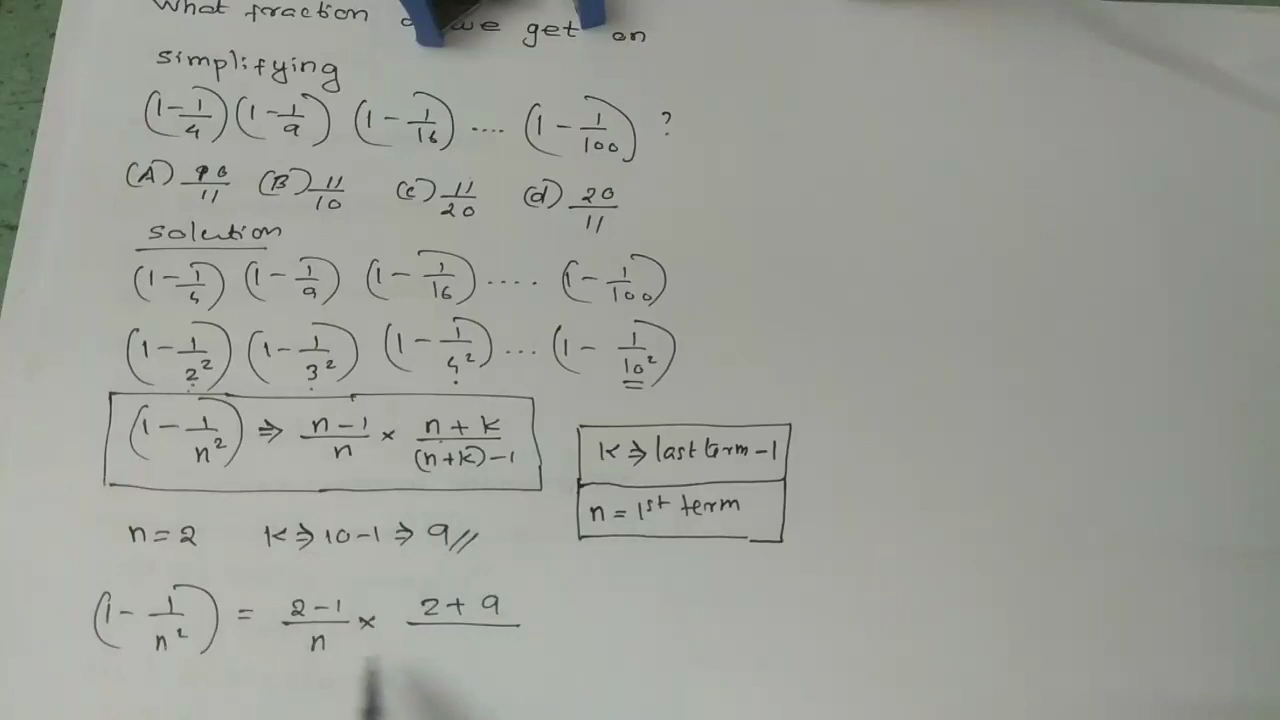 What fraction we get on
simplifying
(1-1/4)(1-1/9) (1-1/16) .... (1-1/100) ?
(A) 90/11 (B) 11/10 (c) 11/20 (d) 20/11
solution
(1-1/4) (1-1/9) (1-1/16) .... (1-1/100)
(1-1/2²) (1-1/3²) (1-1/4²) ... (1-1/10²)
(1-1/n²) ⇒ n-1/n × n+k/(n+k)-1
k ⇒ last term -1
n = 1st term
n=2 k ⇒ 10-1 ⇒ 9//
(1-1/n²) = 2-1/n × 2+9